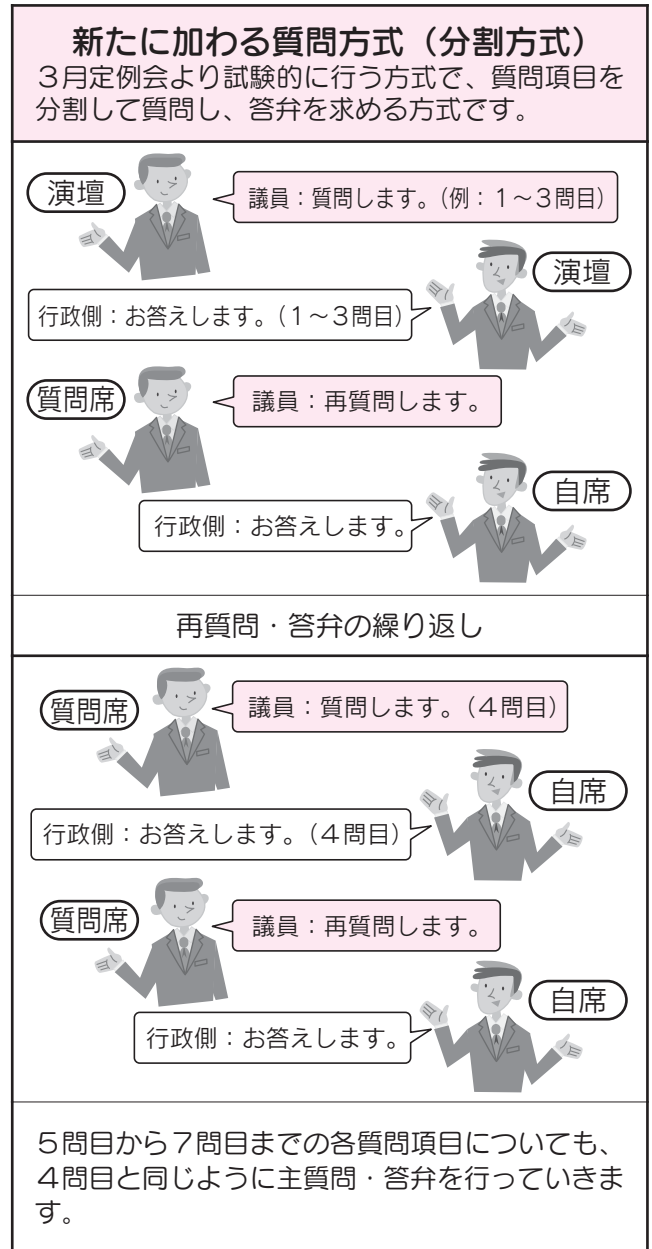 新たに加わる質問方式（分割方式）
３月定例会より試験的に行う方式で、質問項目を
分割して質問し、答弁を求める方式です。
演壇
議員：質問します。（例：１～３問目）
演壇
行政側：お答えします。（１～３問目）
質問席
議員：再質問します。
自席
行政側：お答えします。
再質問・答弁の繰り返し
質問席
議員：質問します。（４問目）
自席
行政側：お答えします。（４問目）
質問席
議員：再質問します。
自席
行政側：お答えします。
５問目から７問目までの各質問項目についても、
４問目と同じように主質問・答弁を行っていきま
す。